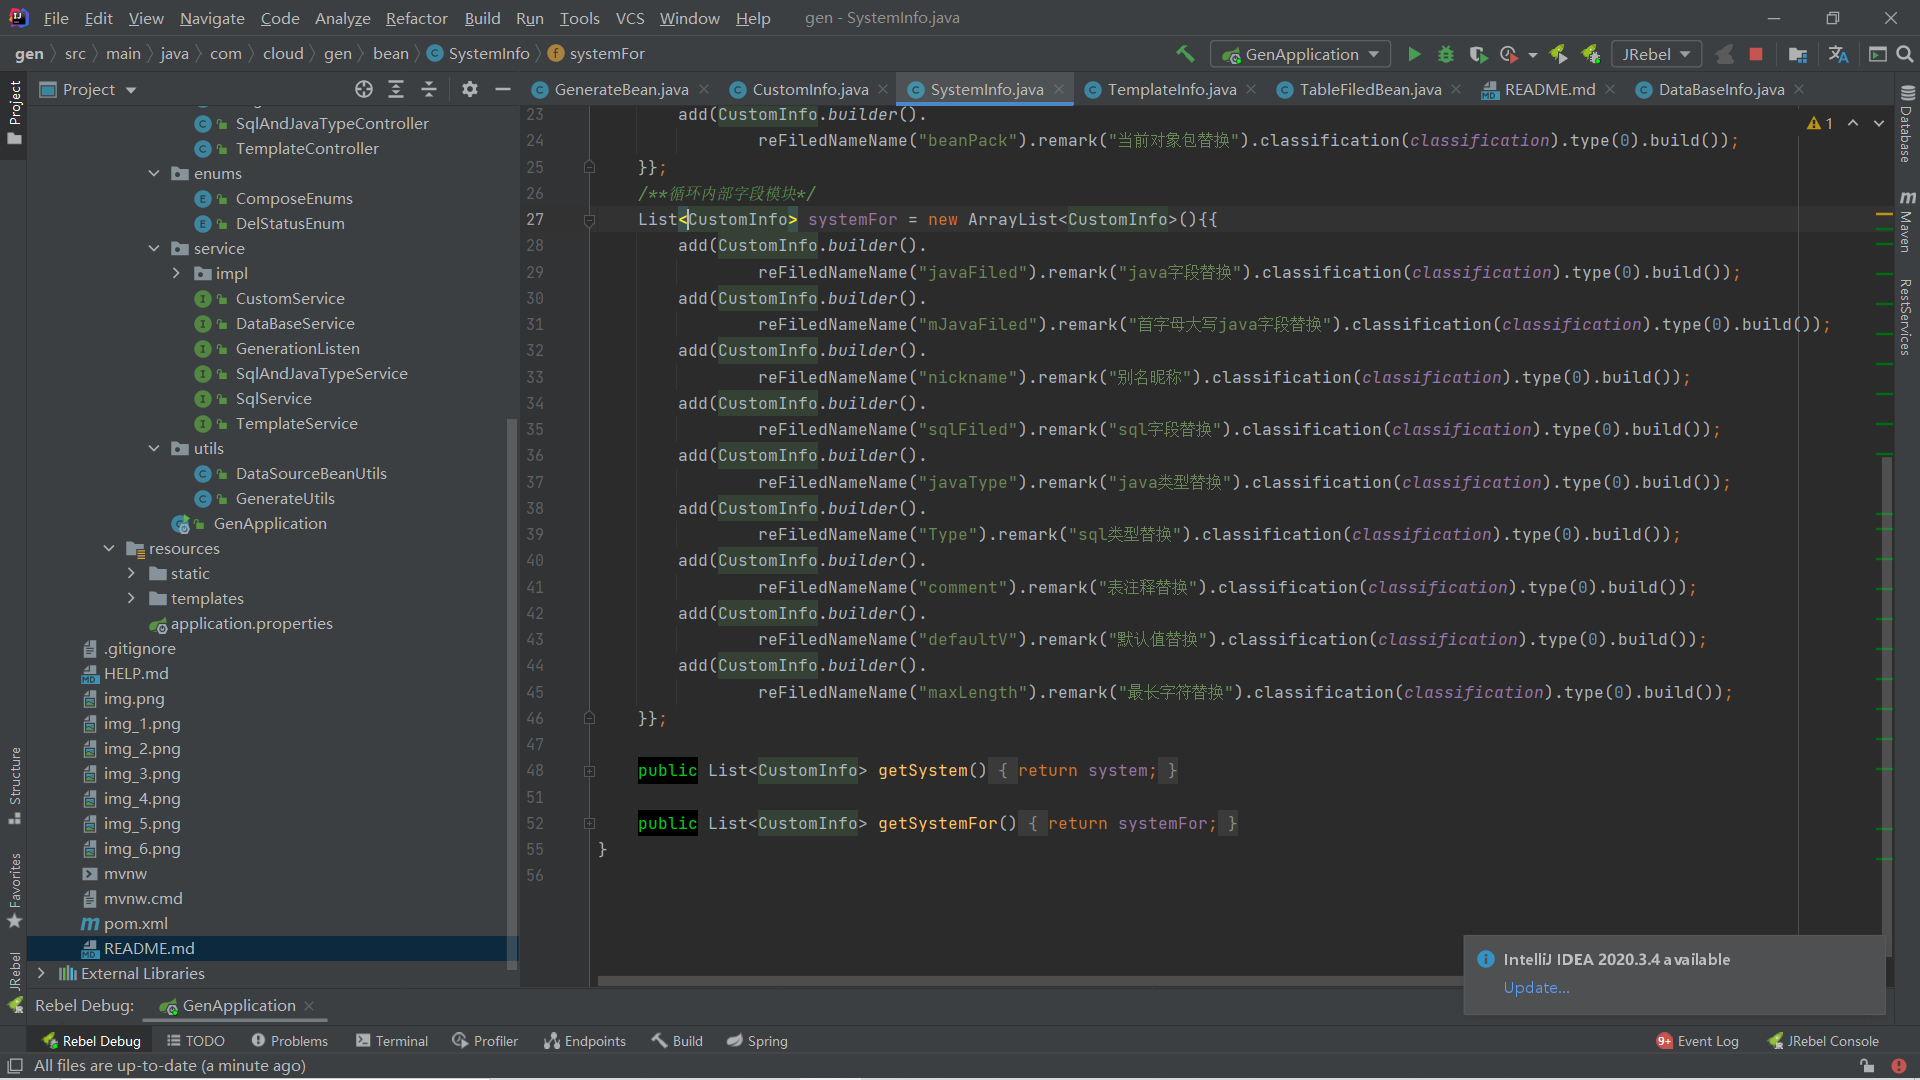 File Edit View Navigate Code Analyze Refactor Build Run Tools VCS Window Help gen - SystemInfo.java
gen src main java com cloud gen bean SystemInfo systemFor GenApplication JRebel
Project
GenerateBean.java CustomInfo.java SystemInfo.java TemplateInfo.java TableFiledBean.java README.md DataBaseInfo.java
SqlAndJavaTypeController
TemplateController
enums
ComposeEnums
DelStatusEnum
service
impl
CustomService
DataBaseService
GenerationListen
SqlAndJavaTypeService
SqlService
TemplateService
utils
DataSourceBeanUtils
GenerateUtils
GenApplication
resources
static
templates
application.properties
.gitignore
HELP.md
img.png
img_1.png
img_2.png
img_3.png
img_4.png
img_5.png
img_6.png
mvnw
mvnw.cmd
pom.xml
README.md
External Libraries
23 add(CustomInfo.builder().
24 reFiledNameName("beanPack").remark("当前对象包替换").classification(classification).type(0).build());
25 }};
26 /**循环内部字段模块*/
27 List<CustomInfo> systemFor = new ArrayList<CustomInfo>(){{
28 add(CustomInfo.builder().
29 reFiledNameName("javaFiled").remark("java字段替换").classification(classification).type(0).build());
30 add(CustomInfo.builder().
31 reFiledNameName("mJavaFiled").remark("首字母大写java字段替换").classification(classification).type(0).build());
32 add(CustomInfo.builder().
33 reFiledNameName("nickname").remark("别名昵称").classification(classification).type(0).build());
34 add(CustomInfo.builder().
35 reFiledNameName("sqlFiled").remark("sql字段替换").classification(classification).type(0).build());
36 add(CustomInfo.builder().
37 reFiledNameName("javaType").remark("java类型替换").classification(classification).type(0).build());
38 add(CustomInfo.builder().
39 reFiledNameName("Type").remark("sql类型替换").classification(classification).type(0).build());
40 add(CustomInfo.builder().
41 reFiledNameName("comment").remark("表注释替换").classification(classification).type(0).build());
42 add(CustomInfo.builder().
43 reFiledNameName("defaultV").remark("默认值替换").classification(classification).type(0).build());
44 add(CustomInfo.builder().
45 reFiledNameName("maxLength").remark("最长字符替换").classification(classification).type(0).build());
46 }};
47
48 public List<CustomInfo> getSystem() { return system; }
51
52 public List<CustomInfo> getSystemFor() { return systemFor; }
55 }
56
1
Project
Structure
Favorites
JRebel
Database
Maven
RestServices
IntelliJ IDEA 2020.3.4 available
Update...
Rebel Debug: GenApplication
Rebel Debug TODO Problems Terminal Profiler Endpoints Build Spring 9+ Event Log JRebel Console
All files are up-to-date (a minute ago)